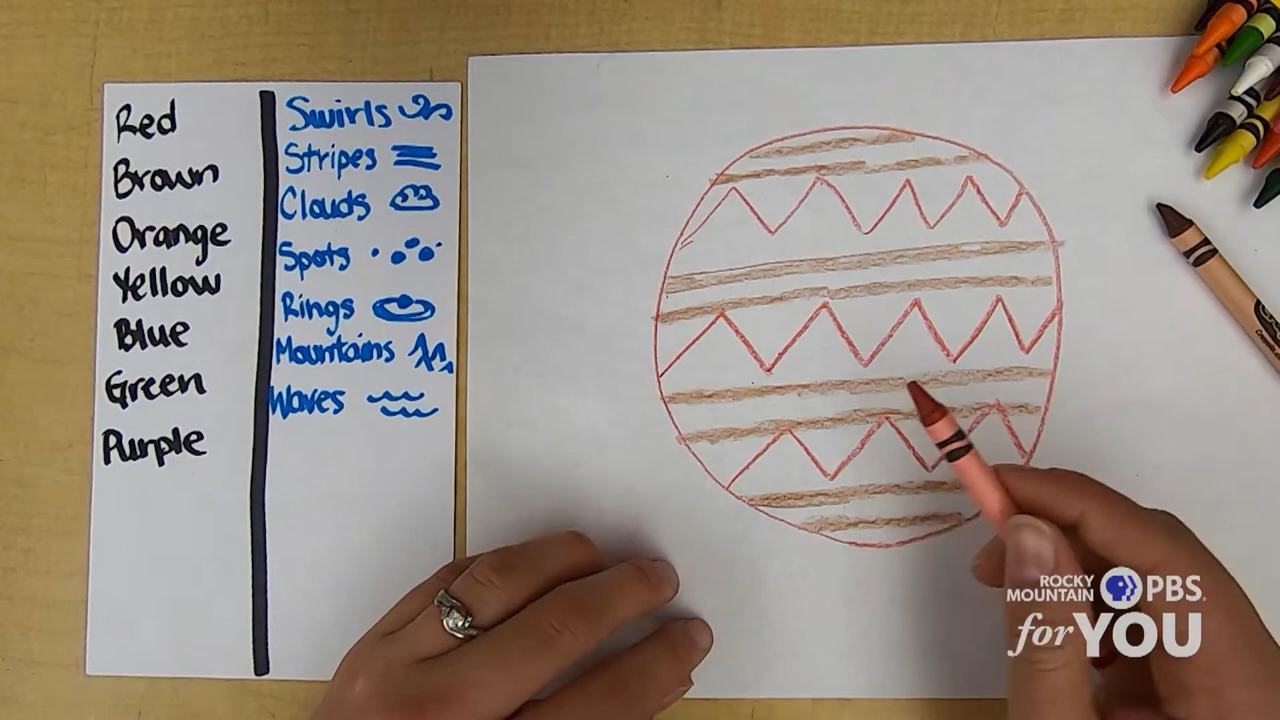 Red
Brown
Orange
Yellow
Blue
Green
Purple
Swirls
Stripes
Clouds
Spots
Rings
Mountains
Waves
ROCKY
MOUNTAIN PBS
for YOU